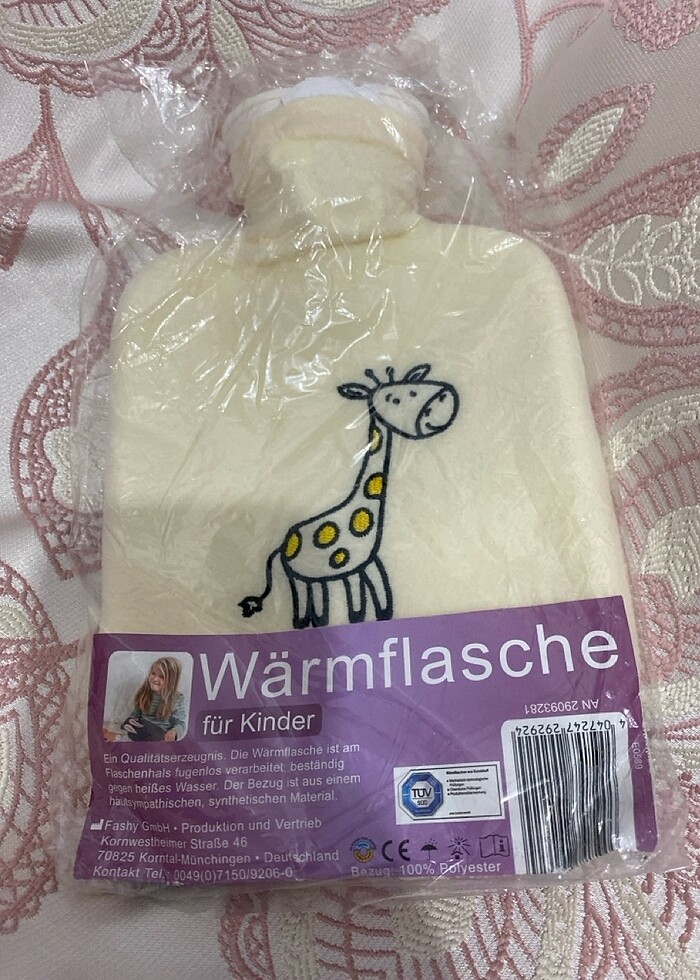 Wärmflasche
für Kinder
AN 29093281
Ein Qualitätserzeugnis. Die Wärmflasche ist am
Flaschenhals fugenlos verarbeitet, beständig
gegen heißes Wasser. Der Bezug ist aus einem
hautsympathischen, synthetischen Material.
Fashy GmbH • Produktion und Vertrieb
Kornwestheimer Straße 46
70825 Korntal-Münchingen • Deutschland
Kontakt Tel.: 0049(0)7150/9206-0
TÜV
SÜD
CE
Bezug: 100% Polyester
4 047247 292924